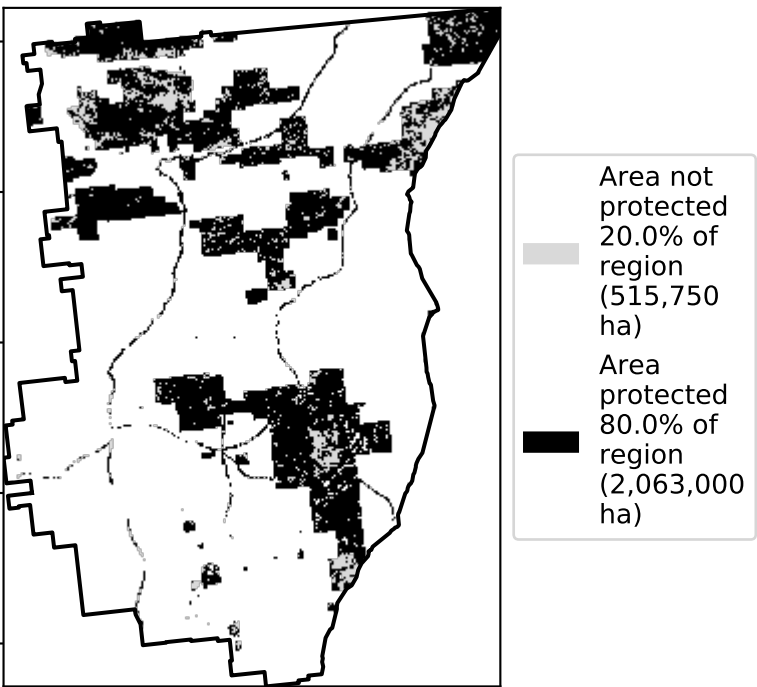 Area not
protected
20.0% of
region
(515,750
ha)
Area
protected
80.0% of
region
(2,063,000
ha)